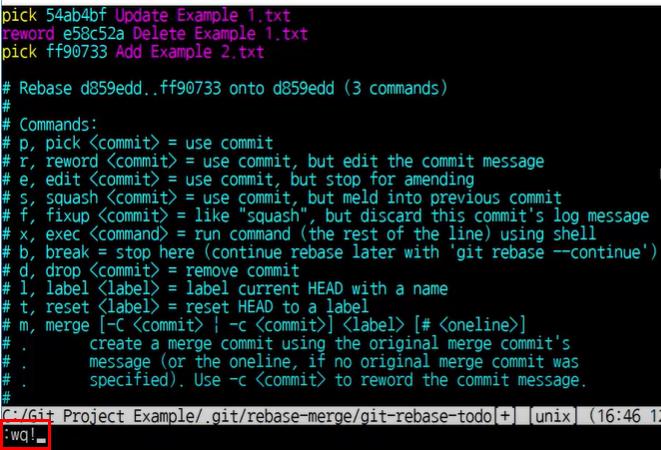 pick 54ab4bf Update Example 1.txt
reword e58c52a Delete Example 1.txt
pick ff90733 Add Example 2.txt
# Rebase d859edd..ff90733 onto d859edd (3 commands)
#
# Commands:
# p, pick <commit> = use commit
# r, reword <commit> = use commit, but edit the commit message
# e, edit <commit> = use commit, but stop for amending
# s, squash <commit> = use commit, but meld into previous commit
# f, fixup <commit> = like "squash", but discard this commit's log message
# x, exec <command> = run command (the rest of the line) using shell
# b, break = stop here (continue rebase later with 'git rebase --continue')
# d, drop <commit> = remove commit
# l, label <label> = label current HEAD with a name
# t, reset <label> = reset HEAD to a label
# m, merge [-C <commit> | -c <commit>] <label> [# <oneline>]
# . create a merge commit using the original merge commit's
# . message (or the oneline, if no original merge commit was
# . specified). Use -c <commit> to reword the commit message.
#
C:/Git Project Example/.git/rebase-merge/git-rebase-todo[+] [unix] (16:46 12
:wq!